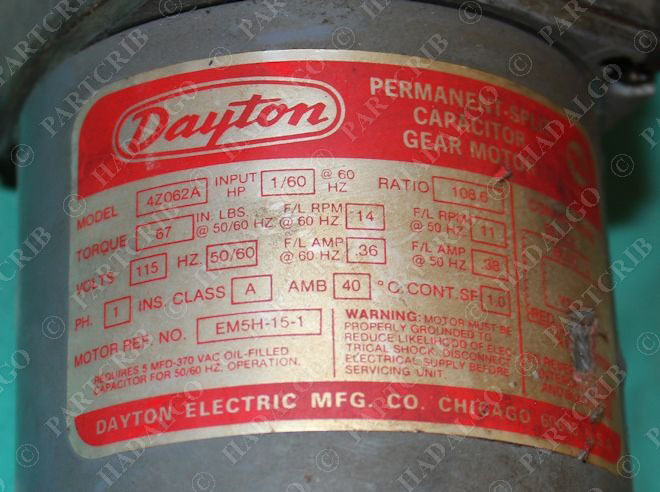 Dayton
PERMANENT-SPLIT
CAPACITOR
GEAR MOTOR
MODEL 4Z062A INPUT HP 1/60 @ 60 HZ RATIO 108.6
TORQUE 67 IN. LBS. @ 50/60 HZ F/L RPM @ 60 HZ 14 F/L RPM @ 50 HZ 11
VOLTS 115 HZ 50/60 F/L AMP @ 60 HZ .36 F/L AMP @ 50 HZ .38
PH. 1 INS. CLASS A AMB 40 °C. CONT. SF 1.0
MOTOR REF. NO. EM5H-15-1
REQUIRES 5 MFD-370 VAC OIL-FILLED
CAPACITOR FOR 50/60 HZ. OPERATION.
WARNING: MOTOR MUST BE
PROPERLY GROUNDED TO
REDUCE LIKELIHOOD OF ELEC
TRICAL SHOCK. DISCONNECT
ELECTRICAL SUPPLY BEFORE
SERVICING UNIT.
RED
DAYTON ELECTRIC MFG. CO. CHICAGO
© PARTCRIB
© HADALGO